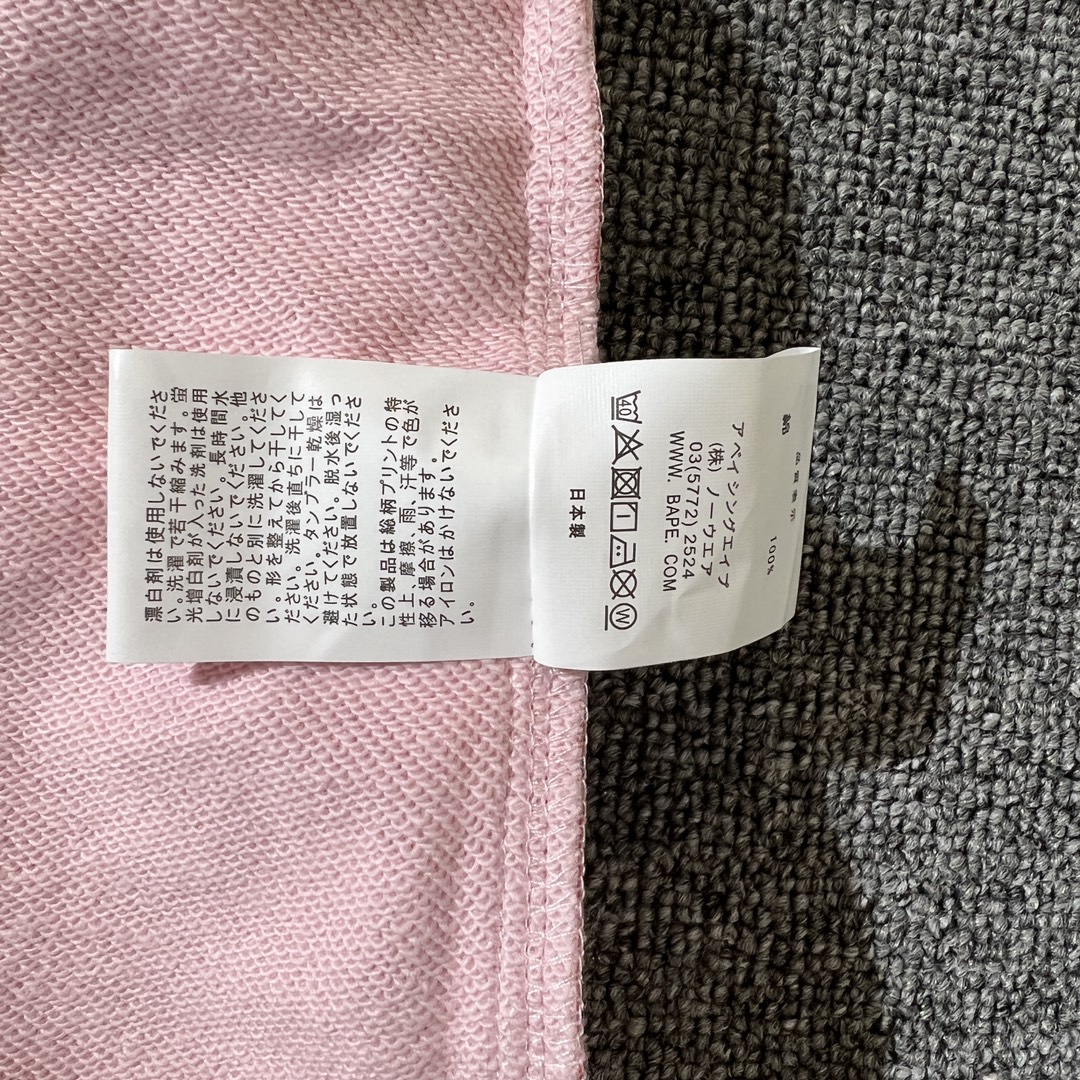 漂白剤は使用しないでくださ
い。洗濯で若干縮みます。蛍
光増白剤が入った洗剤は使用
しないでください。長時間水
に浸漬しないでください。他
のものと別に洗濯してくださ
い。形を整えてから干してく
ださい。洗濯後直ちに干して
ください。タンブラー乾燥は
避けてください。脱水後湿っ
た状態で放置しないでくださ
い。
この製品は総柄プリントの特
性上、摩擦、雨、汗等で色が
移る場合があります。
アイロンはかけないでくださ
い。
品質表示
綿 100%
アベイシングエイプ
(株)ノーウエア
03(5772)2524
WWW. BAPE. COM
日本製